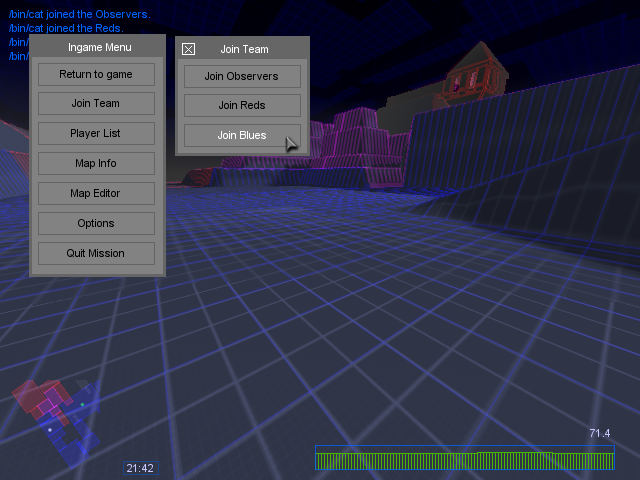 /bin/cat joined the Observers.
/bin/cat joined the Reds.
/bin/
/bin/
Ingame Menu
Return to game
Join Team
Player List
Map Info
Map Editor
Options
Quit Mission
Join Team
Join Observers
Join Reds
Join Blues
71.4
21:42